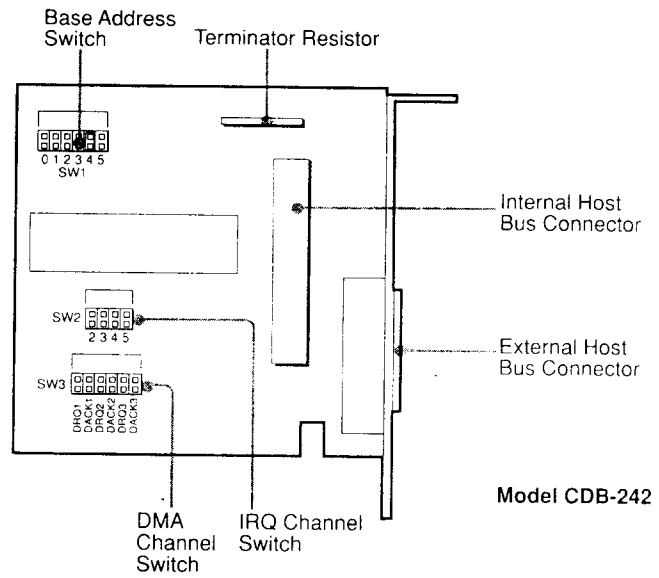 Base Address
Switch
Terminator Resistor
0 1 2 3 4 5
SW1
Internal Host
Bus Connector
SW2
2 3 4 5
External Host
Bus Connector
SW3
DRQ1
DACK1
DRQ2
DACK2
DRQ3
DACK3
Model CDB-242
DMA
Channel
Switch
IRQ Channel
Switch